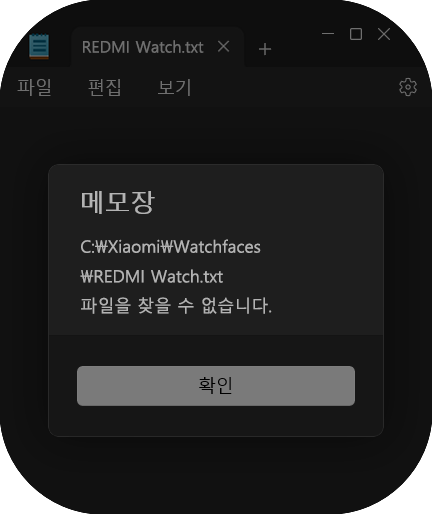 REDMI Watch.txt
파일 편집 보기
메모장
C:₩Xiaomi₩Watchfaces
₩REDMI Watch.txt
파일을 찾을 수 없습니다.
확인